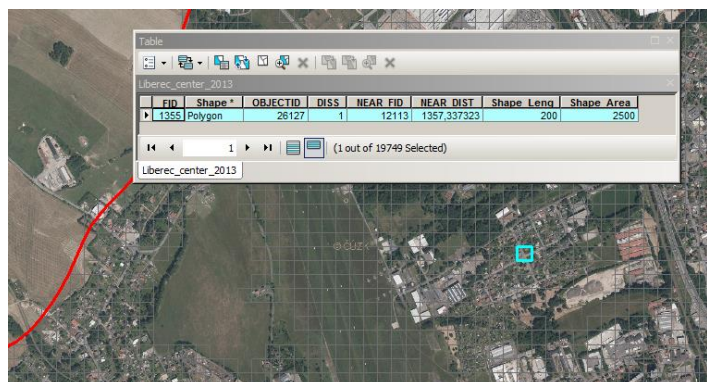 Table
Liberec_center_2013
FID Shape * OBJECTID DISS NEAR_FID NEAR_DIST Shape_Leng Shape_Area
1355 Polygon 26127 1 12113 1357,337323 200 2500
1 (1 out of 19749 Selected)
Liberec_center_2013
© ČÚZK